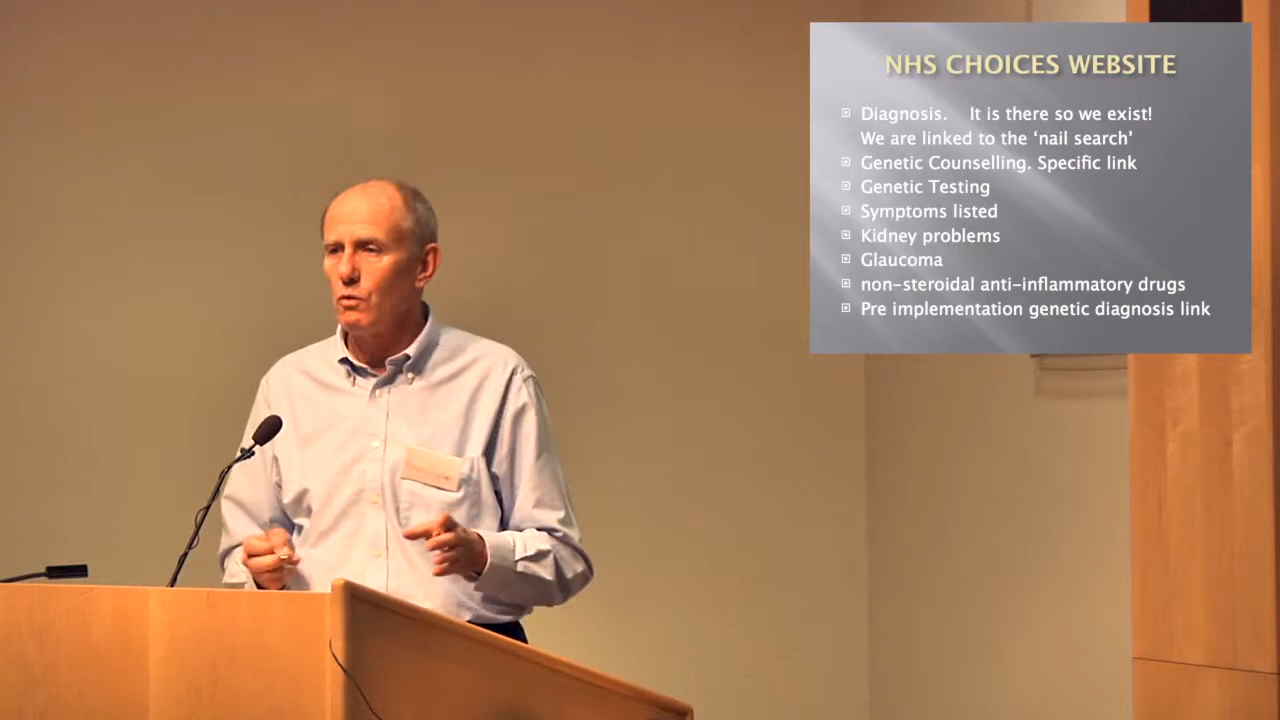 NHS CHOICES WEBSITE
Diagnosis. It is there so we exist!
We are linked to the ‘nail search’
Genetic Counselling. Specific link
Genetic Testing
Symptoms listed
Kidney problems
Glaucoma
non-steroidal anti-inflammatory drugs
Pre implementation genetic diagnosis link